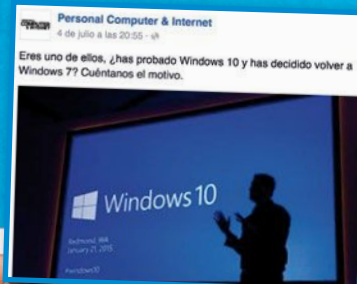 Personal Computer & Internet
4 de julio a las 20:55
Eres uno de ellos, ¿has probado Windows 10 y has decidido volver a
Windows 7? Cuéntanos el motivo.
Windows 10
Redmond, WA
January 21, 2015
#windows10